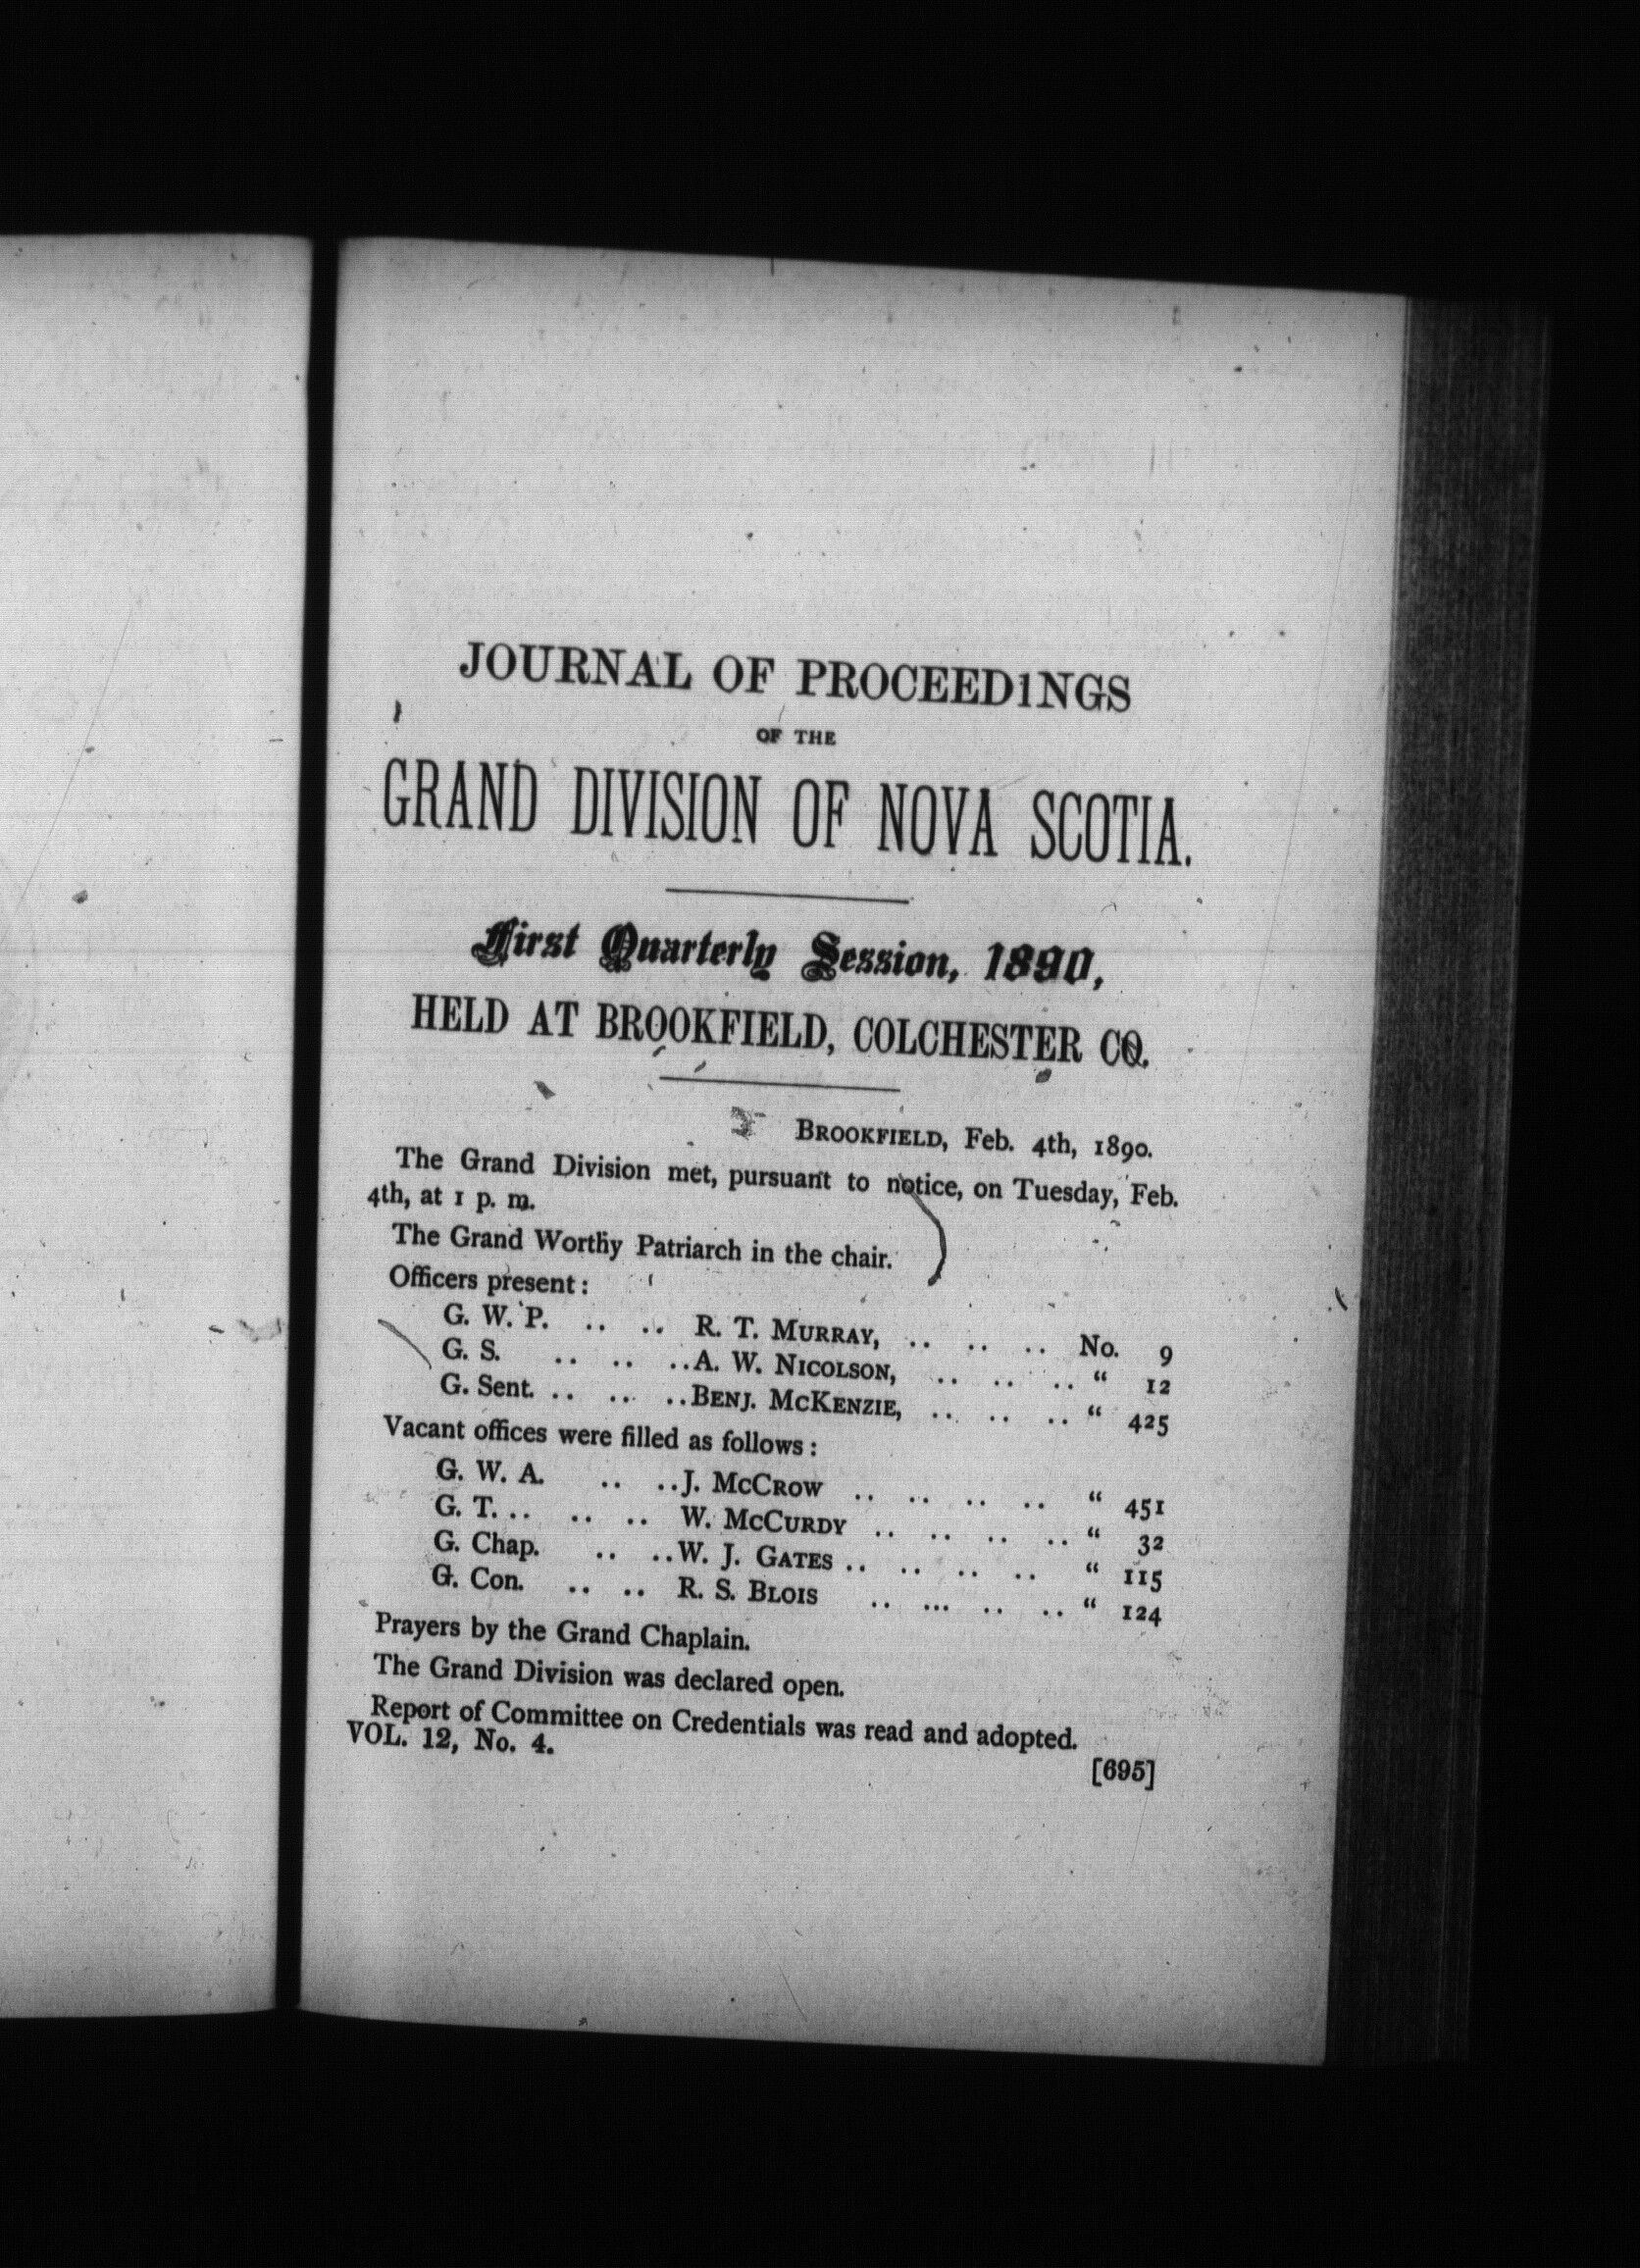 JOURNAL OF PROCEEDINGS
OF THE
GRAND DIVISION OF NOVA SCOTIA.
First Quarterly Session, 1890,
HELD AT BROOKFIELD, COLCHESTER CO.
BROOKFIELD, Feb. 4th, 1890.
The Grand Division met, pursuant to notice, on Tuesday, Feb.
4th, at 1 p. m.
The Grand Worthy Patriarch in the chair.
Officers present:
G. W. P. .. .. R. T. MURRAY, .. .. .. No. 9
G. S. .. .. ..A. W. NICOLSON, .. .. .. " 12
G. Sent. .. .. ..BENJ. MCKENZIE, .. .. .. " 425
Vacant offices were filled as follows:
G. W. A. .. ..J. MCCROW .. .. .. .. " 451
G. T. .. .. .. W. MCCURDY .. .. .. .. " 32
G. Chap. .. ..W. J. GATES .. .. .. .. " 115
G. Con. .. .. R. S. BLOIS .. ... .. .. " 124
Prayers by the Grand Chaplain.
The Grand Division was declared open.
Report of Committee on Credentials was read and adopted.
VOL. 12, No. 4.
[695]